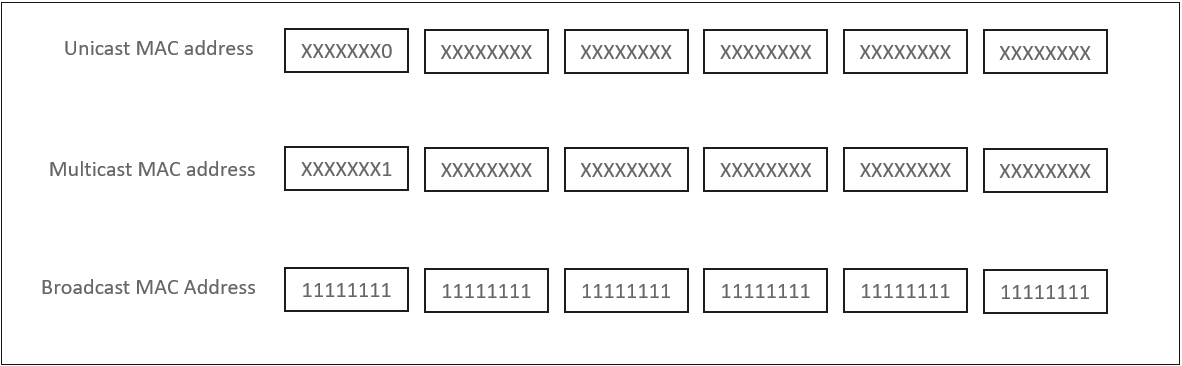 Unicast MAC address XXXXXXX0 XXXXXXXX XXXXXXXX XXXXXXXX XXXXXXXX XXXXXXXX
Multicast MAC address XXXXXXX1 XXXXXXXX XXXXXXXX XXXXXXXX XXXXXXXX XXXXXXXX
Broadcast MAC Address 11111111 11111111 11111111 11111111 11111111 11111111